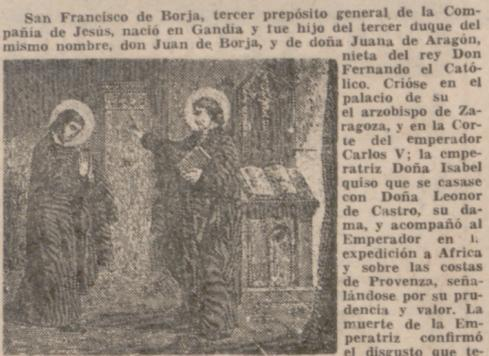 San Francisco de Borja, tercer prepósito general de la Com-
pañia de Jesús, nació en Gandía y fue hijo del tercer duque del
mismo nombre, don Juan de Borja, y de doña Juana de Aragón,
nieta del rey Don
Fernando el Cató-
lico. Crióse en el
palacio de su
el arzobispo de Za-
ragoza, y en la Cor-
te del emperador
Carlos V; la empe-
ratriz Doña Isabel
quiso que se casase
con Doña Leonor
de Castro, su da-
ma, y acompañó al
Emperador en
expedición a Africa
y sobre las costas
de Provenza, seña-
lándose por su pru-
dencia y valor. La
muerte de la Em-
peratriz confirmó
el disgusto que te-